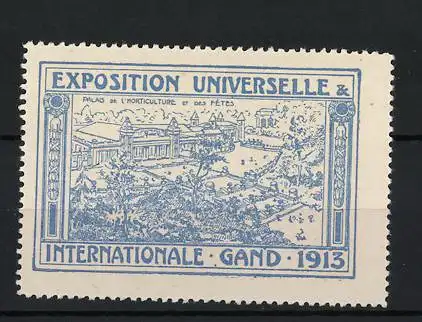 EXPOSITION UNIVERSELLE &
PALAIS DE L'HORTICULTURE ET DES FÊTES
INTERNATIONALE · GAND · 1913